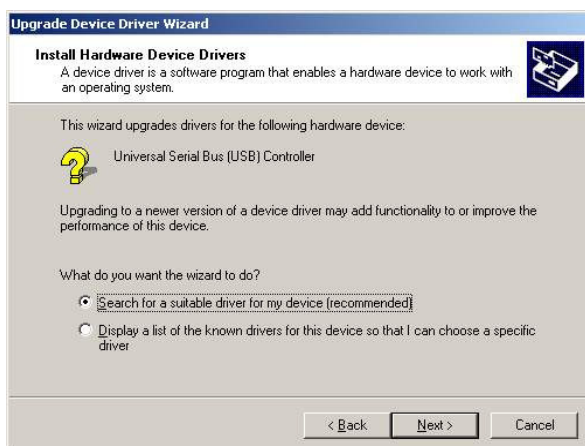 Upgrade Device Driver Wizard
Install Hardware Device Drivers
A device driver is a software program that enables a hardware device to work with
an operating system.
This wizard upgrades drivers for the following hardware device:
Universal Serial Bus (USB) Controller
Upgrading to a newer version of a device driver may add functionality to or improve the
performance of this device.
What do you want the wizard to do?
Search for a suitable driver for my device (recommended)
Display a list of the known drivers for this device so that I can choose a specific
driver
< Back Next > Cancel